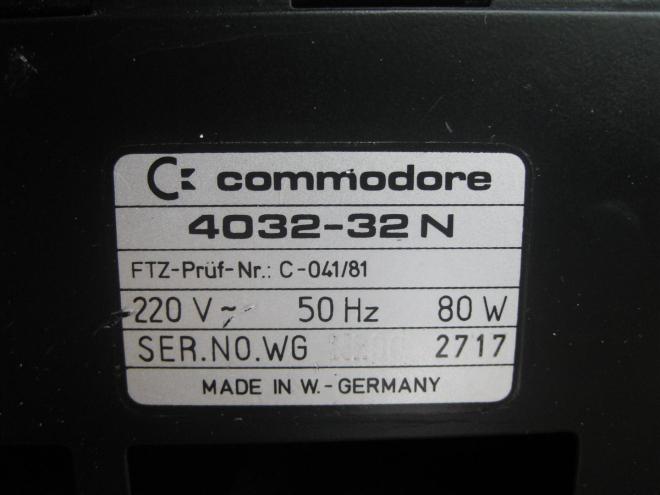 commodore
4032-32 N
FTZ-Prüf-Nr.: C-041/81
220 V ~ 50 Hz 80 W
SER.NO.WG 2717
MADE IN W.-GERMANY